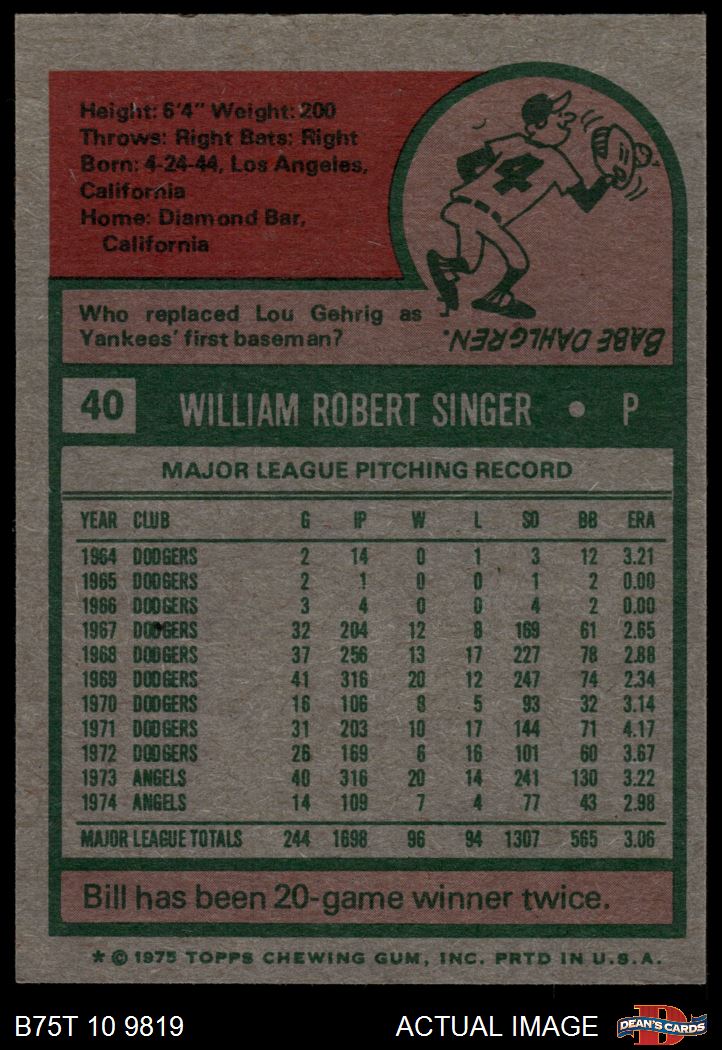 Height: 6'4" Weight: 200
Throws: Right Bats: Right
Born: 4-24-44, Los Angeles,
California
Home: Diamond Bar,
California
4
Who replaced Lou Gehrig as
Yankees' first baseman?
BABE DAHLGREN.
40 WILLIAM ROBERT SINGER • P
MAJOR LEAGUE PITCHING RECORD
YEAR CLUB G IP W L SO BB ERA
1964 DODGERS 2 14 0 1 3 12 3.21
1965 DODGERS 2 1 0 0 1 2 0.00
1966 DODGERS 3 4 0 0 4 2 0.00
1967 DODGERS 32 204 12 8 169 61 2.65
1968 DODGERS 37 256 13 17 227 78 2.88
1969 DODGERS 41 316 20 12 247 74 2.34
1970 DODGERS 16 106 8 5 93 32 3.14
1971 DODGERS 31 203 10 17 144 71 4.17
1972 DODGERS 26 169 6 16 101 60 3.67
1973 ANGELS 40 316 20 14 241 130 3.22
1974 ANGELS 14 109 7 4 77 43 2.98
MAJOR LEAGUE TOTALS 244 1698 96 94 1307 565 3.06
Bill has been 20-game winner twice.
* © 1975 TOPPS CHEWING GUM, INC. PRTD IN U.S.A.
B75T 10 9819 ACTUAL IMAGE D DEAN'S CARDS